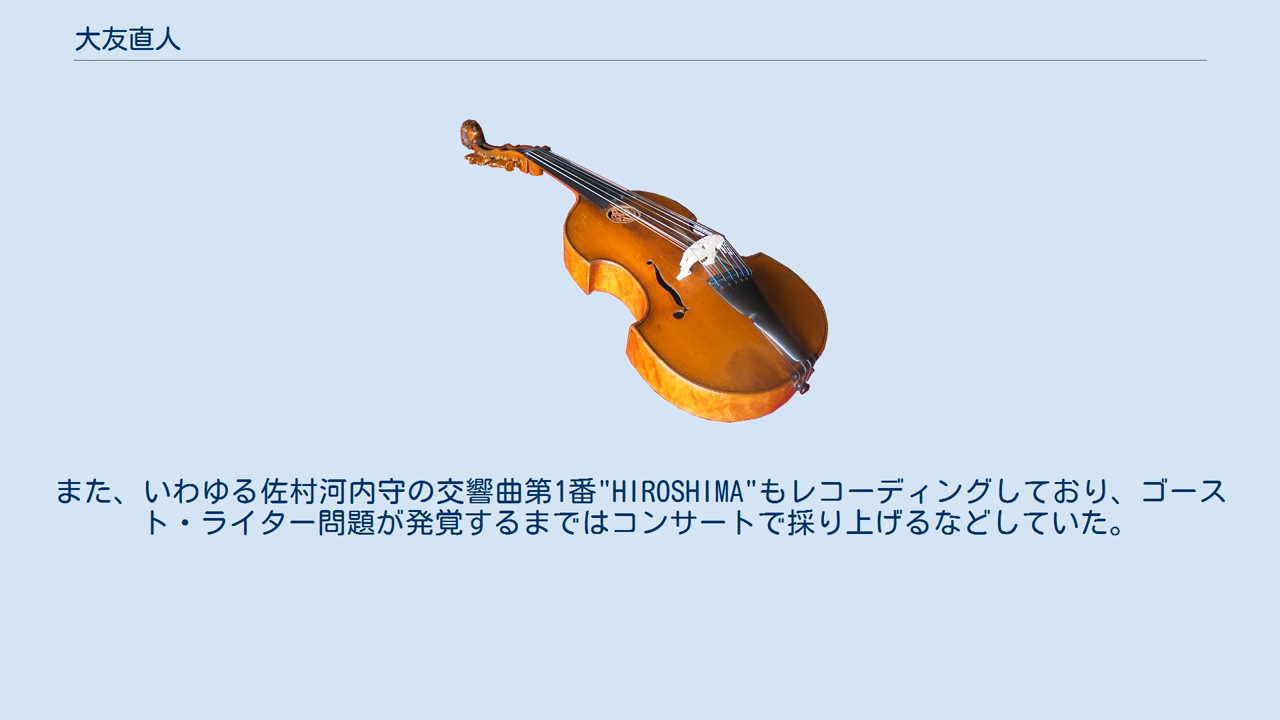 大友直人
また、いわゆる佐村河内守の交響曲第1番"HIROSHIMA"もレコーディングしており、ゴース
ト・ライター問題が発覚するまではコンサートで採り上げるなどしていた。